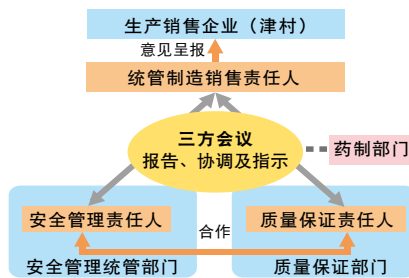 生产销售企业（津村）
意见呈报
统管制造销售责任人
三方会议
报告、协调及指示
药制部门
安全管理责任人
质量保证责任人
合作
安全管理统管部门
质量保证部门